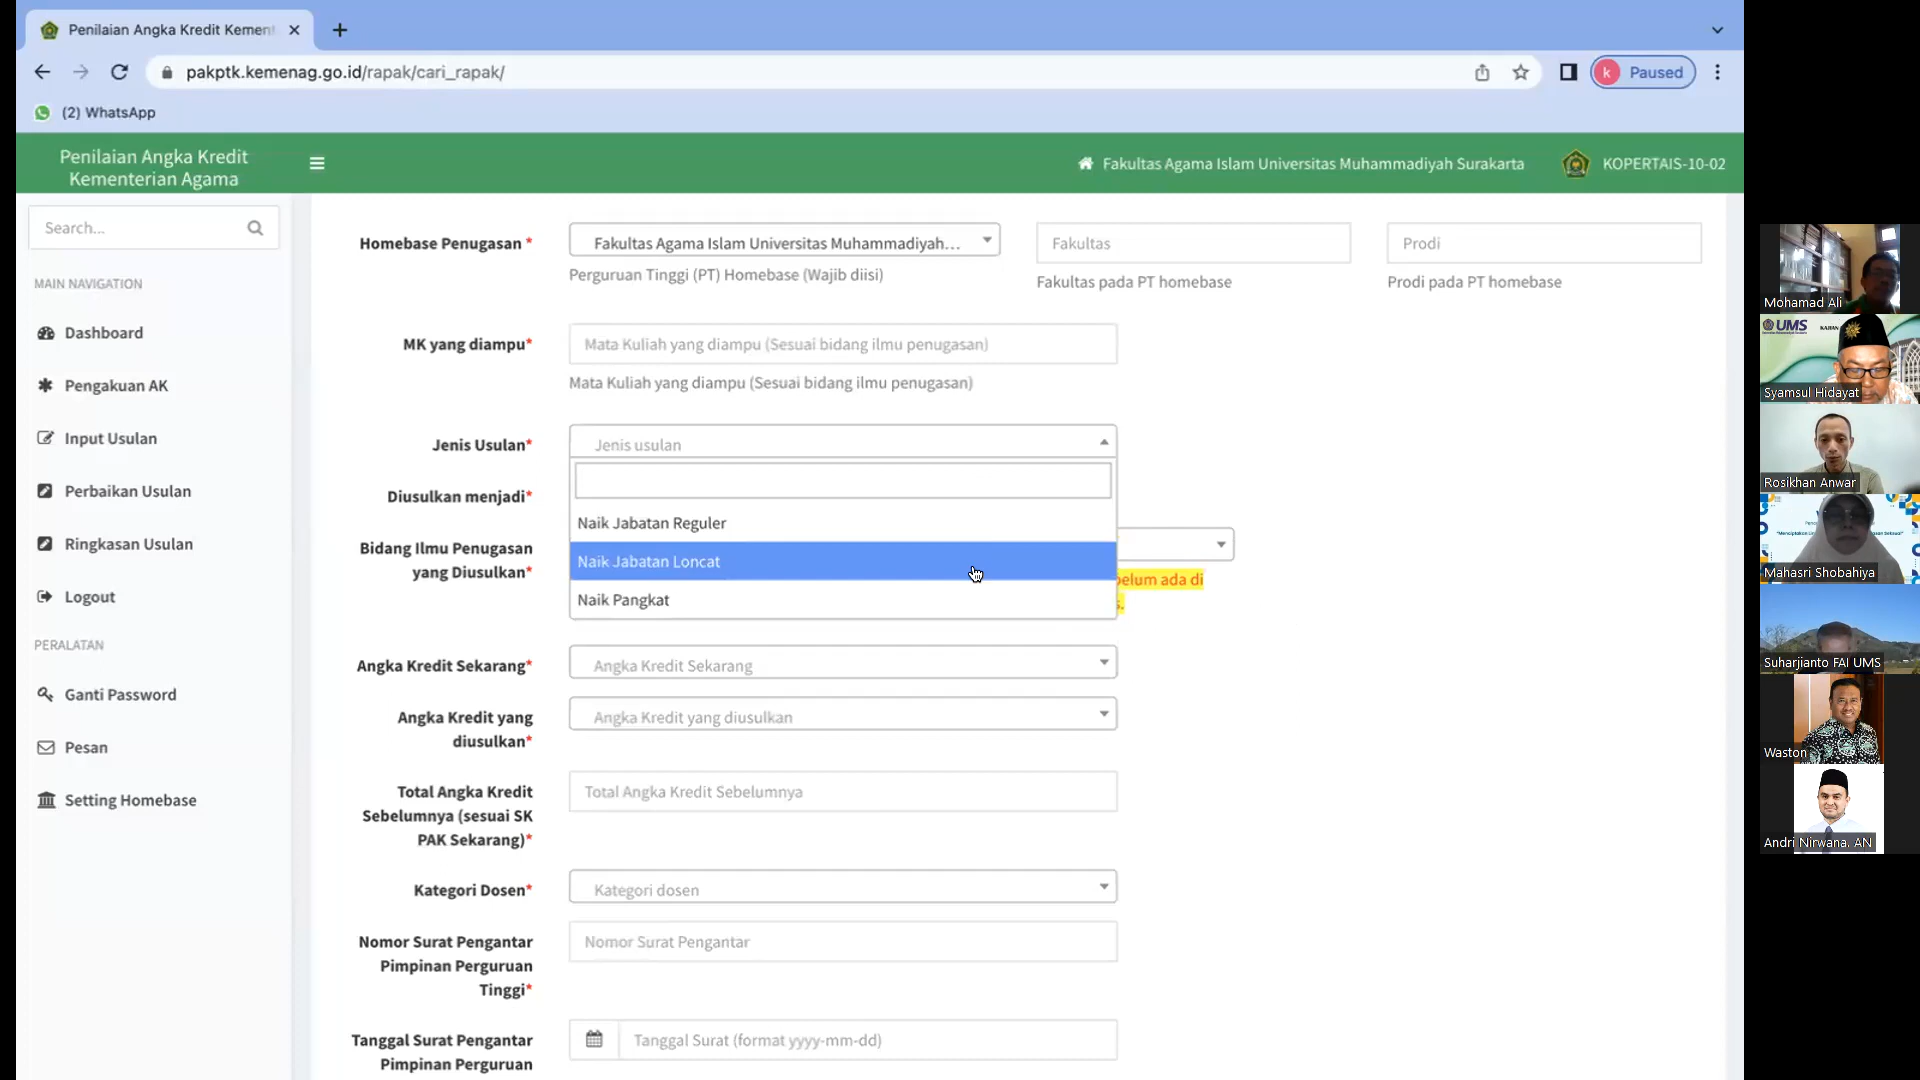 Penilaian Angka Kredit Kement
pakptk.kemenag.go.id/rapak/cari_rapak/
k
Paused
(2) WhatsApp
Penilaian Angka Kredit
Kementerian Agama
Fakultas Agama Islam Universitas Muhammadiyah Surakarta
KOPERTAIS-10-02
Search...
MAIN NAVIGATION
Dashboard
Pengakuan AK
Input Usulan
Perbaikan Usulan
Ringkasan Usulan
Logout
PERALATAN
Ganti Password
Pesan
Setting Homebase
Homebase Penugasan *
Fakultas Agama Islam Universitas Muhammadiyah...
Fakultas
Prodi
Perguruan Tinggi (PT) Homebase (Wajib diisi)
Fakultas pada PT homebase
Prodi pada PT homebase
MK yang diampu*
Mata Kuliah yang diampu (Sesuai bidang ilmu penugasan)
Mata Kuliah yang diampu (Sesuai bidang ilmu penugasan)
Jenis Usulan*
Jenis usulan
Diusulkan menjadi*
Naik Jabatan Reguler
Naik Jabatan Loncat
Naik Pangkat
Bidang Ilmu Penugasan
yang Diusulkan*
belum ada di
s.
Angka Kredit Sekarang*
Angka Kredit Sekarang
Angka Kredit yang
diusulkan*
Angka Kredit yang diusulkan
Total Angka Kredit
Sebelumnya (sesuai SK
PAK Sekarang)*
Total Angka Kredit Sebelumnya
Kategori Dosen*
Kategori dosen
Nomor Surat Pengantar
Pimpinan Perguruan
Tinggi*
Nomor Surat Pengantar
Tanggal Surat Pengantar
Pimpinan Perguruan
Tanggal Surat (format yyyy-mm-dd)
Mohamad Ali
UMS
Syamsul Hidayat
Rosikhan Anwar
Mahasri Shobahiya
Suharjianto FAI UMS
Waston
Andri Nirwana. AN